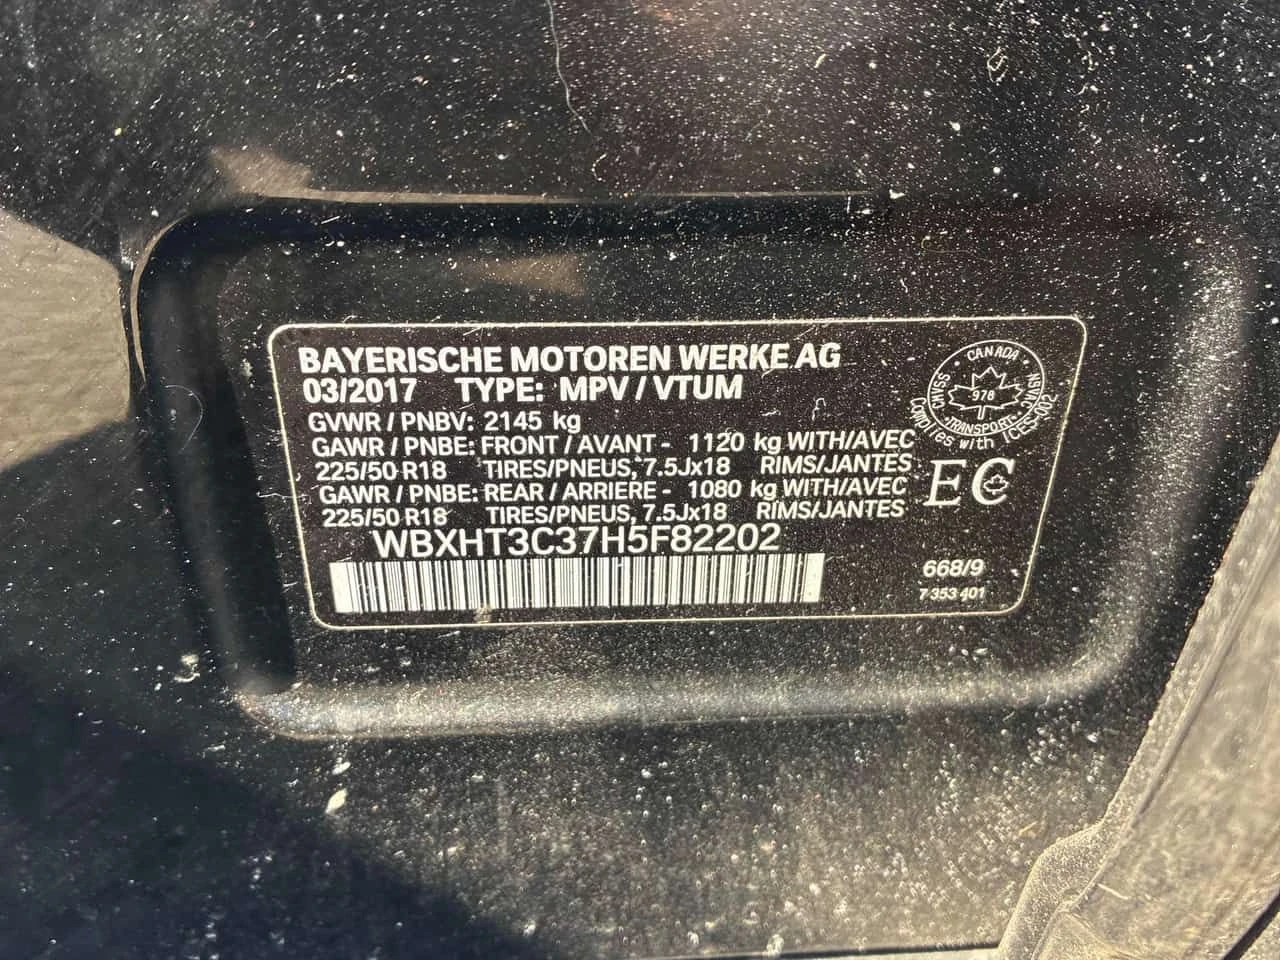 BAYERISCHE MOTOREN WERKE AG
03/2017 TYPE: MPV / VTUM
GVWR / PNBV: 2145 kg
GAWR / PNBE: FRONT / AVANT - 1120 kg WITH/AVEC
225/50 R18 TIRES/PNEUS, 7.5Jx18 RIMS/JANTES
GAWR / PNBE: REAR / ARRIERE - 1080 kg WITH/AVEC
225/50 R18 TIRES/PNEUS, 7.5Jx18 RIMS/JANTES
WBXHT3C37H5F82202
CANADA
978
TRANSPORT
Complies with
EC
668/9
7 353 401